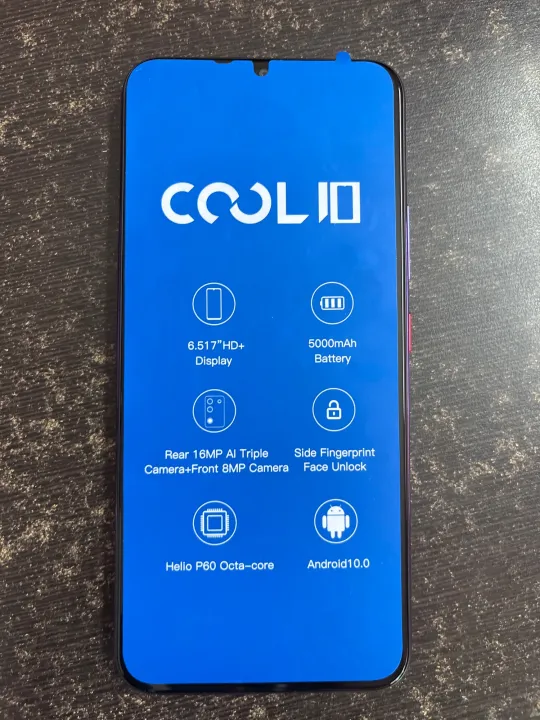 COOL 10
6.517"HD+
Display
5000mAh
Battery
Rear 16MP AI Triple
Camera+Front 8MP Camera
Side Fingerprint
Face Unlock
Helio P60 Octa-core
Android10.0